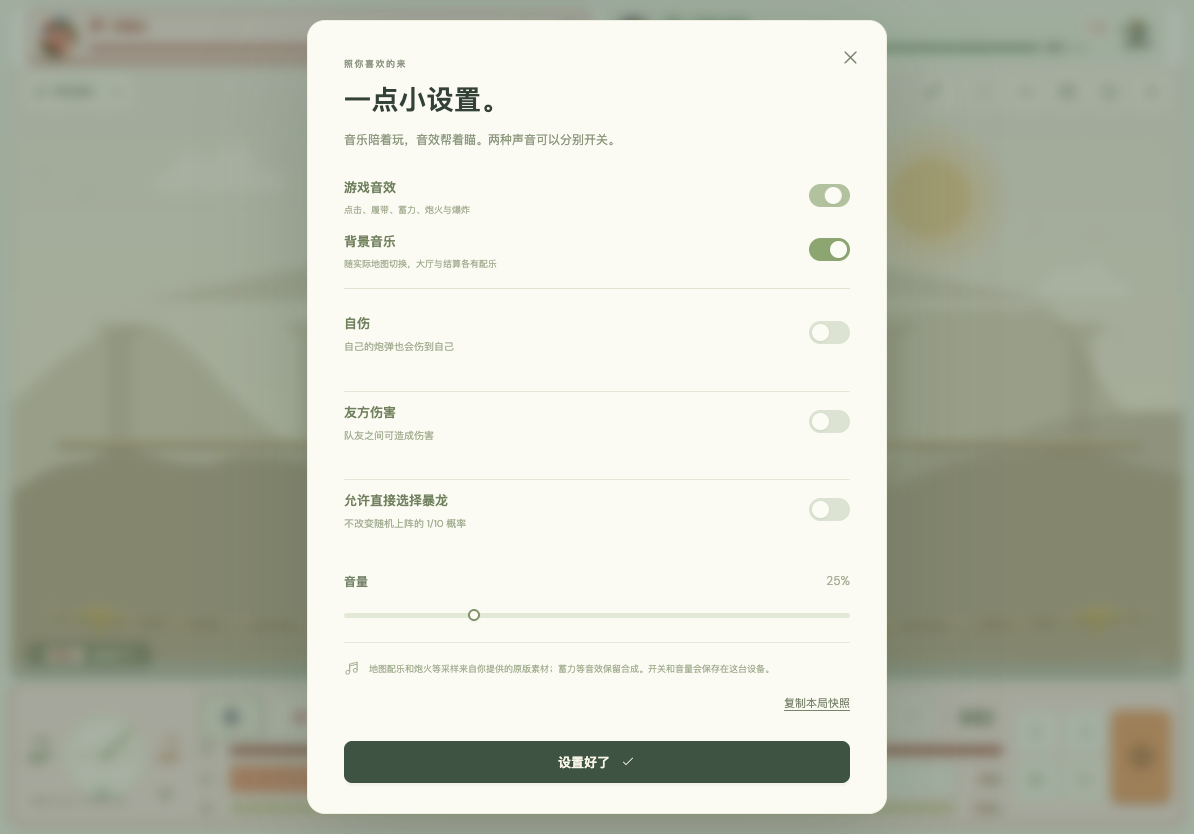 照你喜欢的来
一点小设置。
音乐陪着玩，音效帮着瞄。两种声音可以分别开关。
游戏音效
点击、履带、蓄力、炮火与爆炸
背景音乐
随实际地图切换，大厅与结算各有配乐
自伤
自己的炮弹也会伤到自己
友方伤害
队友之间可造成伤害
允许直接选择暴龙
不改变随机上阵的 1/10 概率
音量
25%
地图配乐和炮火等采样来自你提供的原版素材；蓄力等音效保留合成。开关和音量会保存在这台设备。
复制本局快照
设置好了